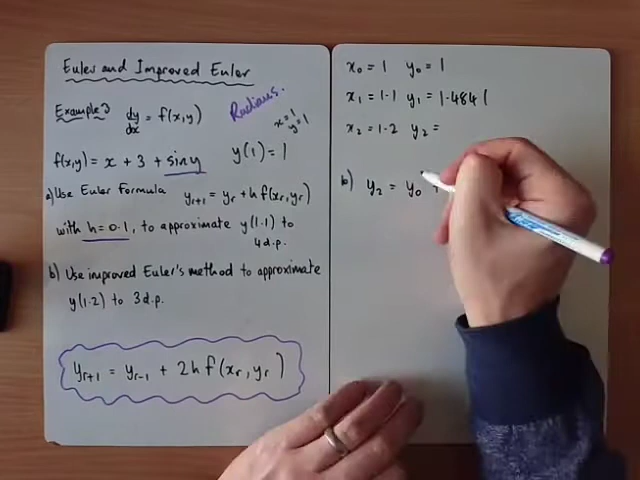 Euler and Improved Euler
Example 3 dy/dx = f(x,y) Radians.
x=1
y=1
f(x,y) = x + 3 + sin y y(1) = 1
a) Use Euler Formula yr+1 = yr + h f(xr, yr)
with h = 0.1, to approximate y(1.1) to
4 d.p.
b) Use improved Euler's method to approximate
y(1.2) to 3 d.p.
yr+1 = yr-1 + 2h f(xr, yr)
x0 = 1 y0 = 1
x1 = 1.1 y1 = 1.4841
x2 = 1.2 y2 =
b) y2 = y0 +